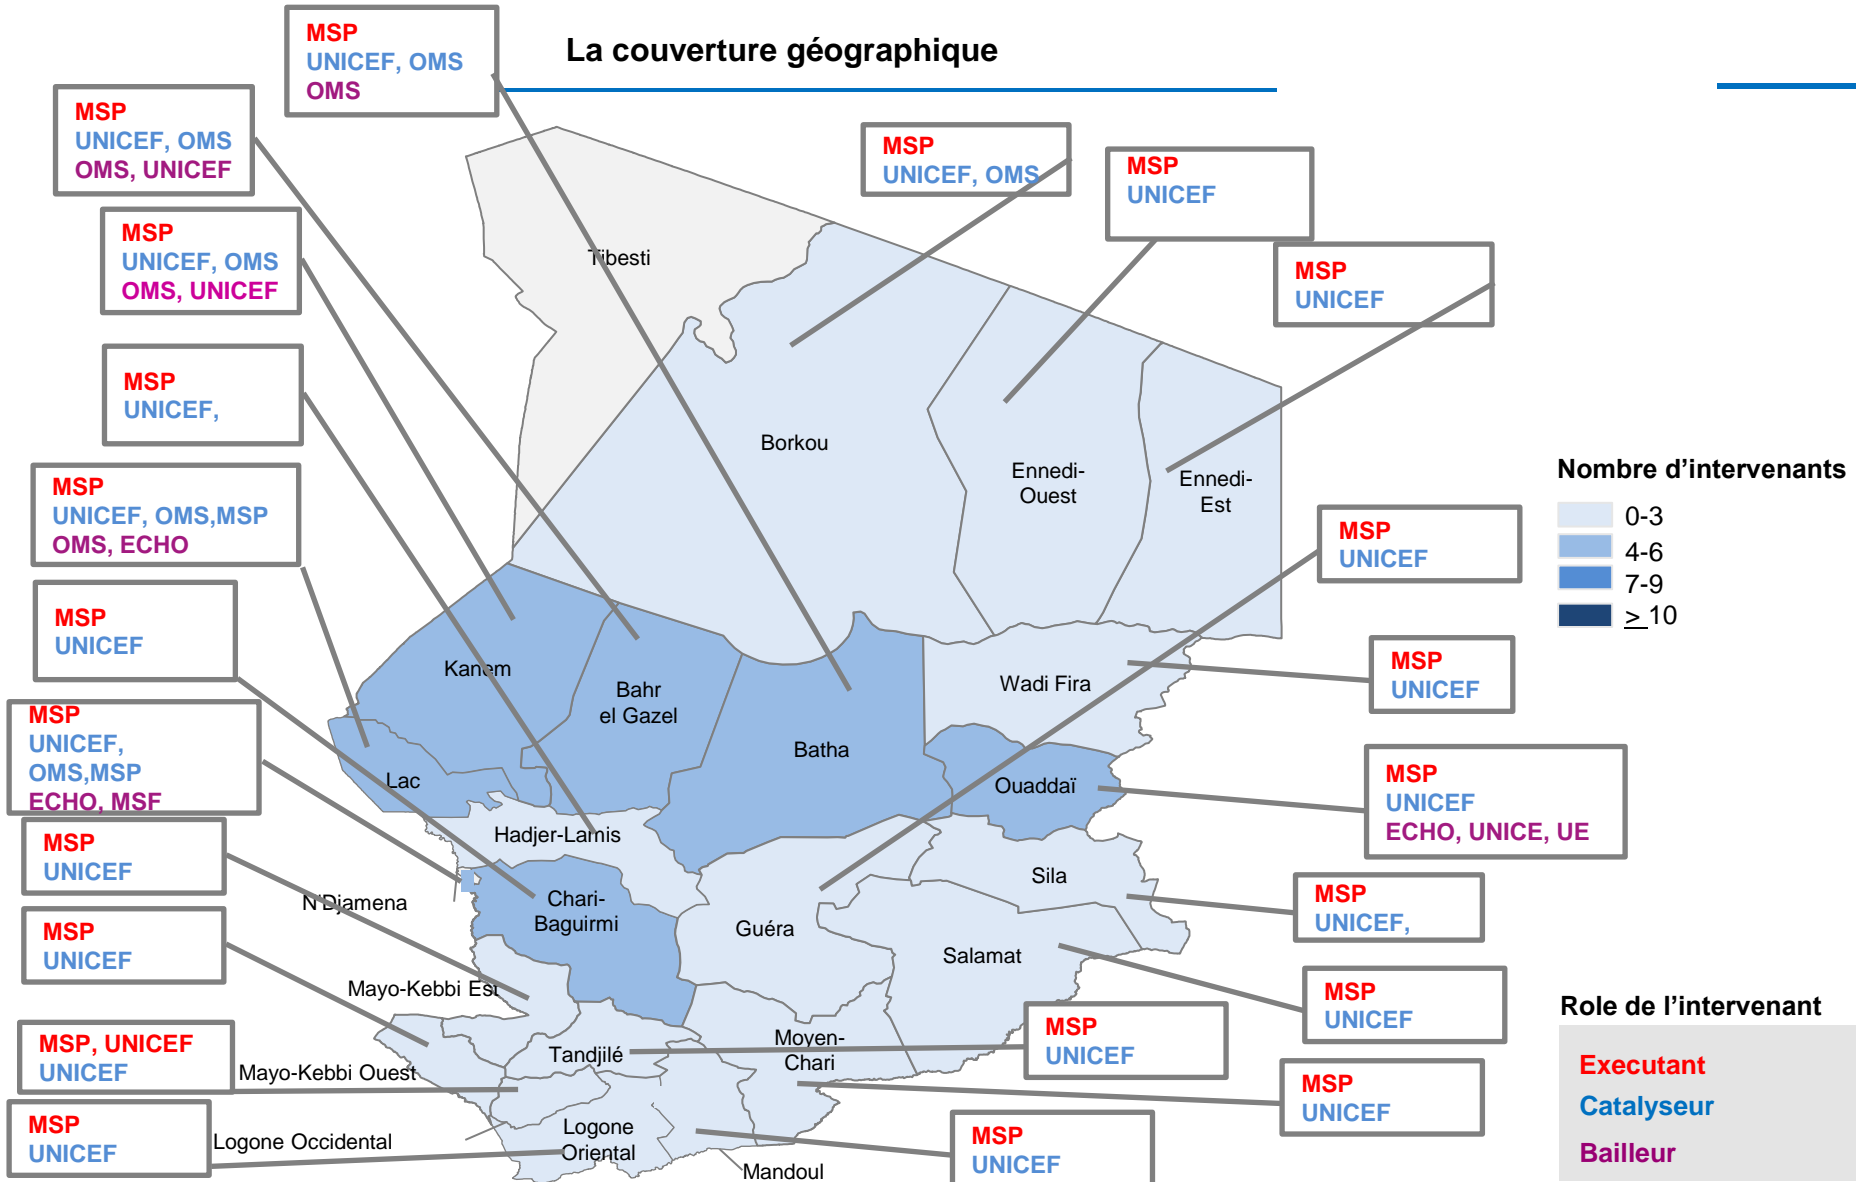 La couverture géographique
MSP
UNICEF, OMS
OMS
MSP
UNICEF, OMS
OMS, UNICEF
MSP
UNICEF, OMS
OMS, UNICEF
MSP
UNICEF,
MSP
UNICEF, OMS,MSP
OMS, ECHO
MSP
UNICEF
MSP
UNICEF,
OMS,MSP
ECHO, MSF
MSP
UNICEF
MSP
UNICEF
MSP, UNICEF
UNICEF
MSP
UNICEF
MSP
UNICEF, OMS
MSP
UNICEF
MSP
UNICEF
MSP
UNICEF
MSP
UNICEF
MSP
UNICEF
ECHO, UNICE, UE
MSP
UNICEF,
MSP
UNICEF
MSP
UNICEF
MSP
UNICEF
MSP
UNICEF
Tibesti
Borkou
Ennedi-
Ouest
Ennedi-
Est
Kanem
Bahr
el Gazel
Batha
Wadi Fira
Ouaddaï
Lac
Hadjer-Lamis
N'Djamena
Chari-
Baguirmi
Guéra
Sila
Salamat
Mayo-Kebbi Est
Mayo-Kebbi Ouest
Tandjilé
Moyen-
Chari
Logone Occidental
Logone
Oriental
Mandoul
Nombre d’intervenants
0-3
4-6
7-9
> 10
Role de l’intervenant
Executant
Catalyseur
Bailleur